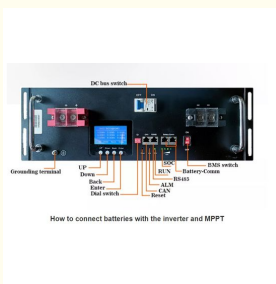 DC bus switch
Grounding terminal
UP
Down
Back
Enter
Dial switch
SOC
RUN
RS485
ALM
CAN
Reset
Battery-Comm
BMS switch
How to connect batteries with the inverter and MPPT